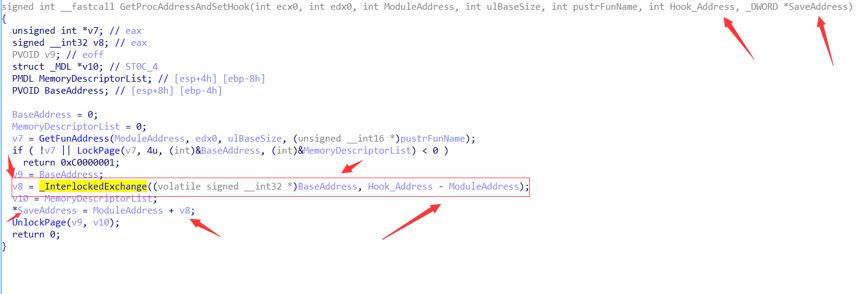 signed int __fastcall GetProcAddressAndSetHook(int ecx0, int edx0, int ModuleAddress, int ulBaseSize, int pustrFunName, int Hook_Address, _DWORD *SaveAddress)
{
unsigned int *v7; // eax
signed __int32 v8; // eax
PVOID v9; // eoff
struct _MDL *v10; // ST0C_4
PMDL MemoryDescriptorList; // [esp+4h] [ebp-8h]
PVOID BaseAddress; // [esp+8h] [ebp-4h]
BaseAddress = 0;
MemoryDescriptorList = 0;
v7 = GetFunAddress(ModuleAddress, edx0, ulBaseSize, (unsigned __int16 *)pustrFunName);
if ( !v7 || LockPage(v7, 4u, (int)&BaseAddress, (int)&MemoryDescriptorList) < 0 )
return 0xC0000001;
v9 = BaseAddress;
v8 = _InterlockedExchange((volatile signed __int32 *)BaseAddress, Hook_Address - ModuleAddress);
v10 = MemoryDescriptorList;
*SaveAddress = ModuleAddress + v8;
UnlockPage(v9, v10);
return 0;
}